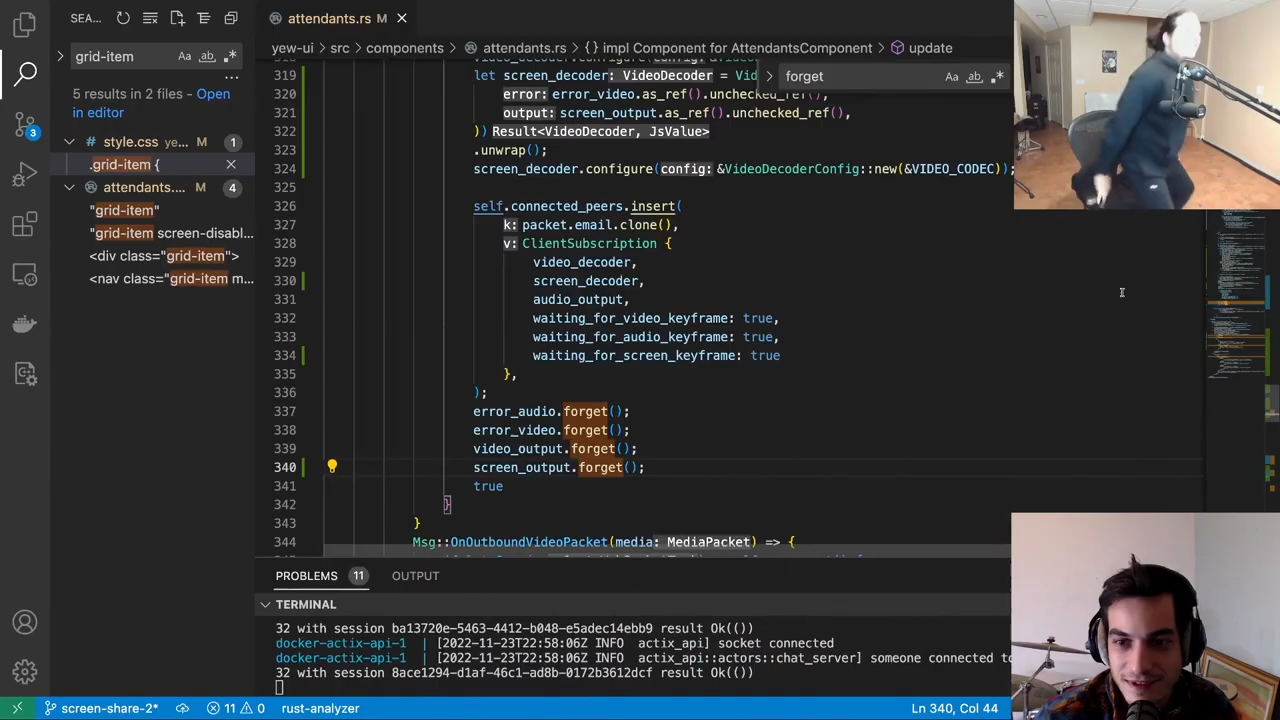 SEA...
grid-item
Aa
ab
5 results in 2 files - Open
in editor
# style.css ye... M 1
.grid-item {
attendants.... M 4
"grid-item"
"grid-item screen-disabl...
<div class="grid-item">
<nav class="grid-item m...
3
attendants.rs M
yew-ui > src > components > attendants.rs > {} impl Component for AttendantsComponent > update
forget
Aa
ab
319 let screen_decoder: VideoDecoder = Vid
320 error: error_video.as_ref().unchecked_ref(),
321 output: screen_output.as_ref().unchecked_ref(),
322 )) Result<VideoDecoder, JsValue>
323 .unwrap();
324 screen_decoder.configure(config: &VideoDecoderConfig::new(&VIDEO_CODEC));
325
326 self.connected_peers.insert(
327 k: packet.email.clone(),
328 v: ClientSubscription {
329 video_decoder,
330 screen_decoder,
331 audio_output,
332 waiting_for_video_keyframe: true,
333 waiting_for_audio_keyframe: true,
334 waiting_for_screen_keyframe: true
335 },
336 );
337 error_audio.forget();
338 error_video.forget();
339 video_output.forget();
340 screen_output.forget();
341 true
342 }
343 }
344 Msg::OnOutboundVideoPacket(media: MediaPacket) => {
PROBLEMS 11 OUTPUT
TERMINAL
32 with session ba13720e-5463-4412-b048-e5adec14ebb9 result Ok(())
docker-actix-api-1 | [2022-11-23T22:58:06Z INFO actix_api] socket connected
docker-actix-api-1 | [2022-11-23T22:58:06Z INFO actix_api::actors::chat_server] someone connected to
32 with session 8ace1294-d1af-46c1-ad8b-0172b3612dcf result Ok(())
screen-share-2* 11 0 rust-analyzer Ln 340, Col 44